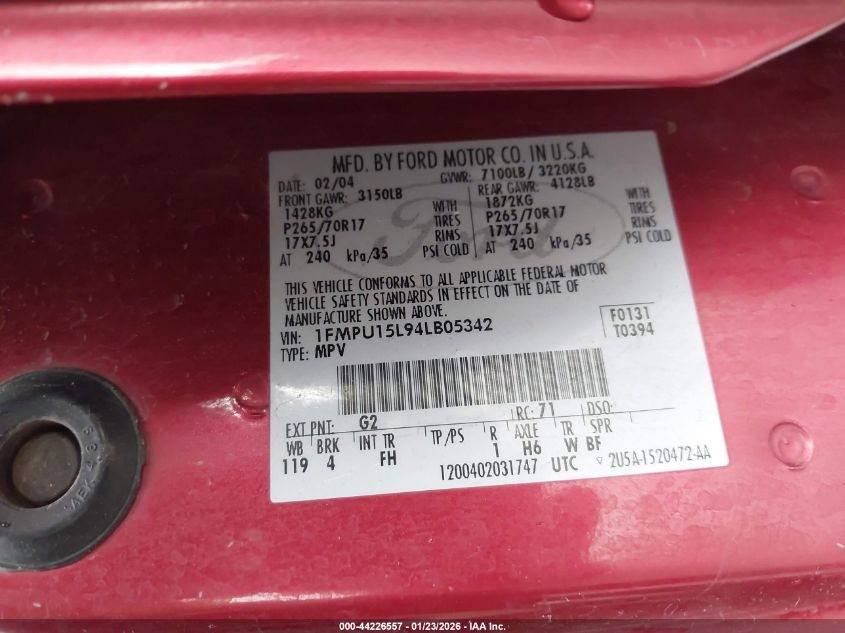 MFD. BY FORD MOTOR CO. IN U.S.A.
DATE: 02/04 GVWR: 7100LB/ 3220KG
FRONT GAWR: 3150LB REAR GAWR: 4128LB
1428KG WITH 1872KG WITH
P265/70R17 TIRES P265/70R17 TIRES
17X7.5J RIMS 17X7.5J RIMS
AT 240 kPa/35 PSI COLD AT 240 kPa/35 PSI COLD
Ford
THIS VEHICLE CONFORMS TO ALL APPLICABLE FEDERAL MOTOR
VEHICLE SAFETY STANDARDS IN EFFECT ON THE DATE OF
MANUFACTURE SHOWN ABOVE.
VIN: 1FMPU15L94LB05342 F0131
TYPE: MPV T0394
EXT PNT: G2 RC: 71 DSO:
WB BRK INT TR TP/PS R AXLE TR SPR
119 4 FH 1 H6 W BF
1200402031747 UTC ▽ 2U5A-1520472-AA
000-44226557 - 01/23/2026 - IAA Inc.